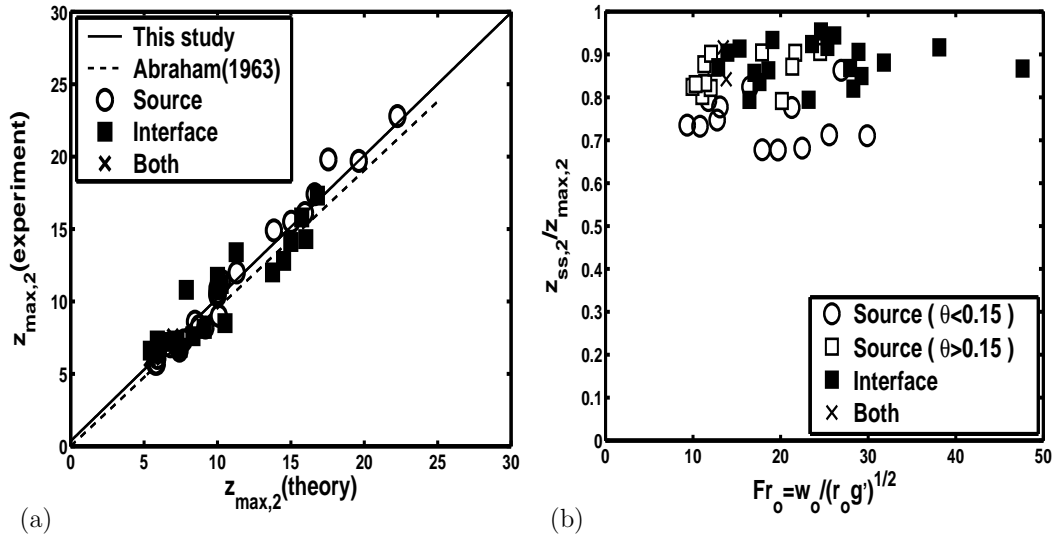 30
25
20
15
10
5
0
0 5 10 15 20 25 30
z_max,2(experiment)
z_max,2(theory)
This study
Abraham(1963)
Source
Interface
Both
(a)
1
0.9
0.8
0.7
0.6
0.5
0.4
0.3
0.2
0.1
0
0 10 20 30 40 50
z_ss,2/z_max,2
Fr_o=w_o/(r_o g')^1/2
Source ( θ<0.15 )
Source ( θ>0.15 )
Interface
Both
(b)